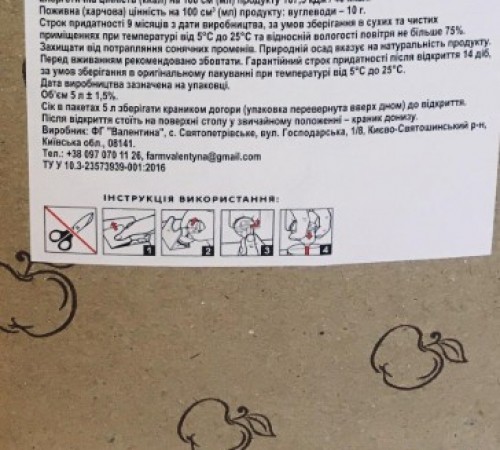 Поживна (харчова) цінність на 100 см³ (мл) продукту: вуглеводи – 10 г.
Строк придатності 9 місяців з дати виробництва, за умов зберігання в сухих та чистих
приміщеннях при температурі від 5°С до 25°С та відносній вологості повітря не більше 75%.
Захищати від потрапляння сонячних променів. Природній осад вказує на натуральність продукту.
Перед вживанням рекомендовано збовтати. Гарантійний строк придатності після відкриття 14 діб,
за умов зберігання в оригінальному пакуванні при температурі від 5°С до 25°С.
Дата виробництва зазначена на упаковці.
Об'єм 5 л ± 1,5%.
Сік в пакетах 5 л зберігати краником догори (упаковка перевернута вверх дном) до відкриття.
Після відкриття стоїть на поверхні столу у звичайному положенні – краник донизу.
Виробник: ФГ "Валентина", с. Святопетрівське, вул. Господарська, 1/8, Києво-Святошинський р-н,
Київська обл., 08141.
Тел.: +38 097 070 11 26, farmvalentyna@gmail.com
ТУ У 10.3-23573939-001:2016
ІНСТРУКЦІЯ ВИКОРИСТАННЯ:
1 2 3 4